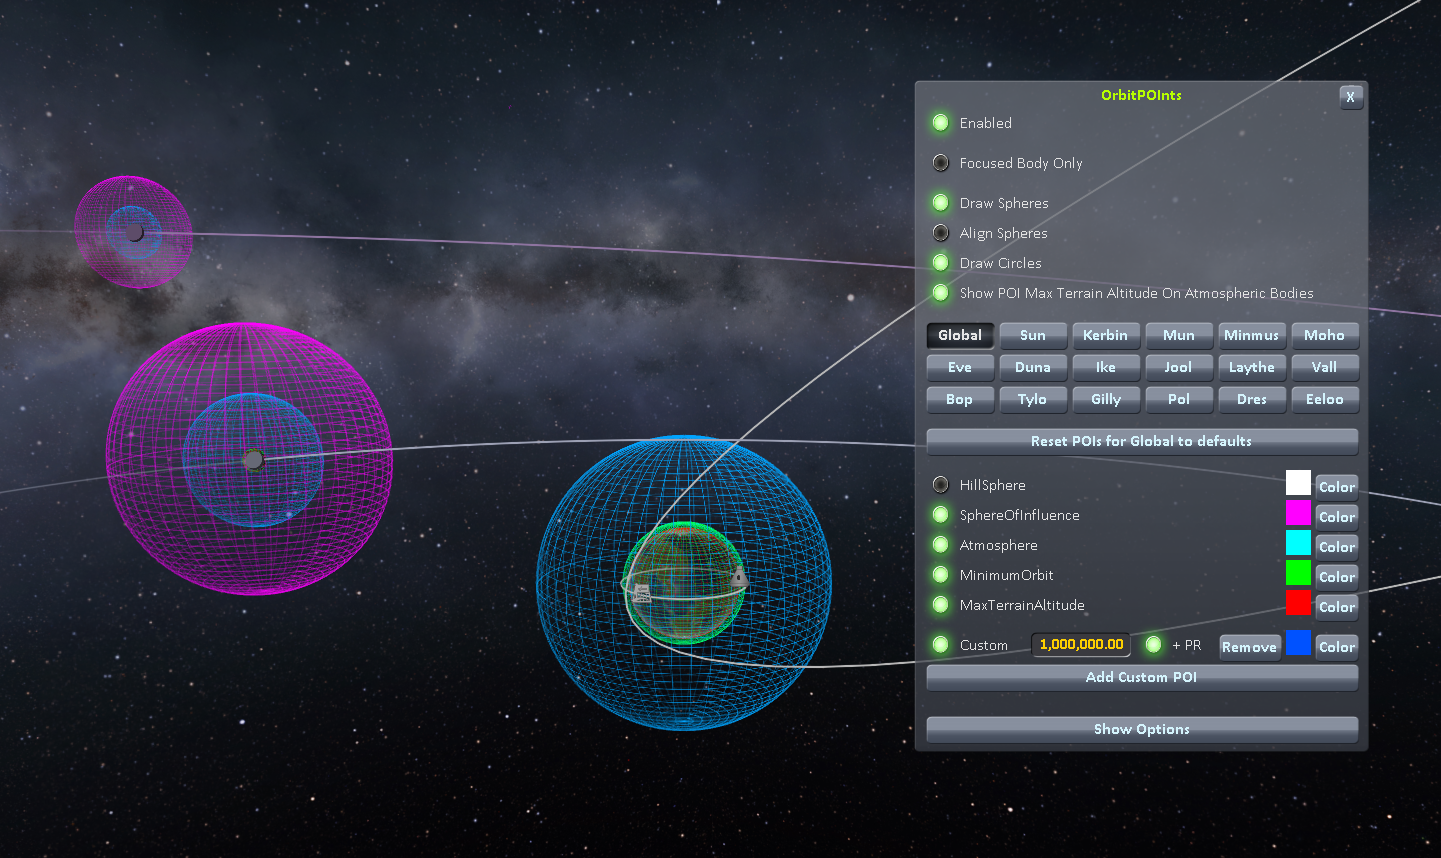 OrbitPOInts
X
Enabled
Focused Body Only
Draw Spheres
Align Spheres
Draw Circles
Show POI Max Terrain Altitude On Atmospheric Bodies
Global Sun Kerbin Mun Minmus Moho
Eve Duna Ike Jool Laythe Vall
Bop Tylo Gilly Pol Dres Eeloo
Reset POIs for Global to defaults
HillSphere Color
SphereOfInfluence Color
Atmosphere Color
MinimumOrbit Color
MaxTerrainAltitude Color
Custom 1,000,000.00 + PR Remove Color
Add Custom POI
Show Options